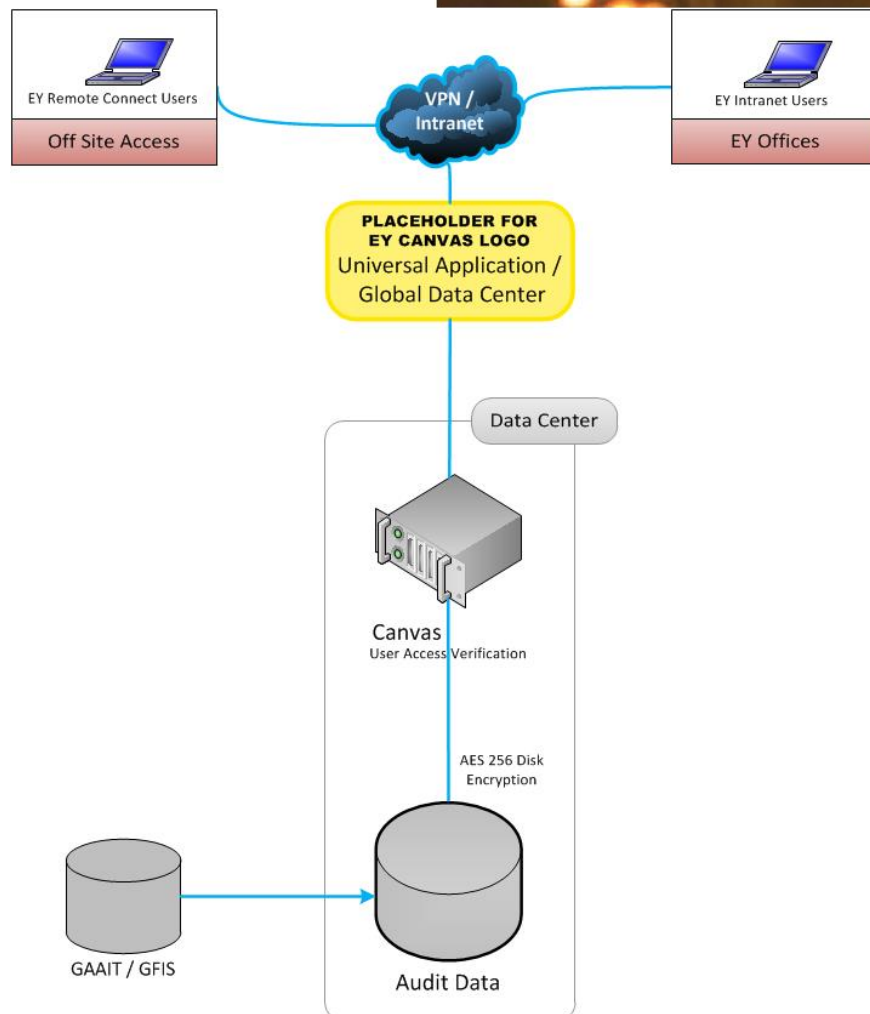 EY Remote Connect Users
Off Site Access
VPN /
Intranet
EY Intranet Users
EY Offices
PLACEHOLDER FOR
EY CANVAS LOGO
Universal Application /
Global Data Center
Data Center
Canvas
User Access Verification
AES 256 Disk
Encryption
GAAIT / GFIS
Audit Data